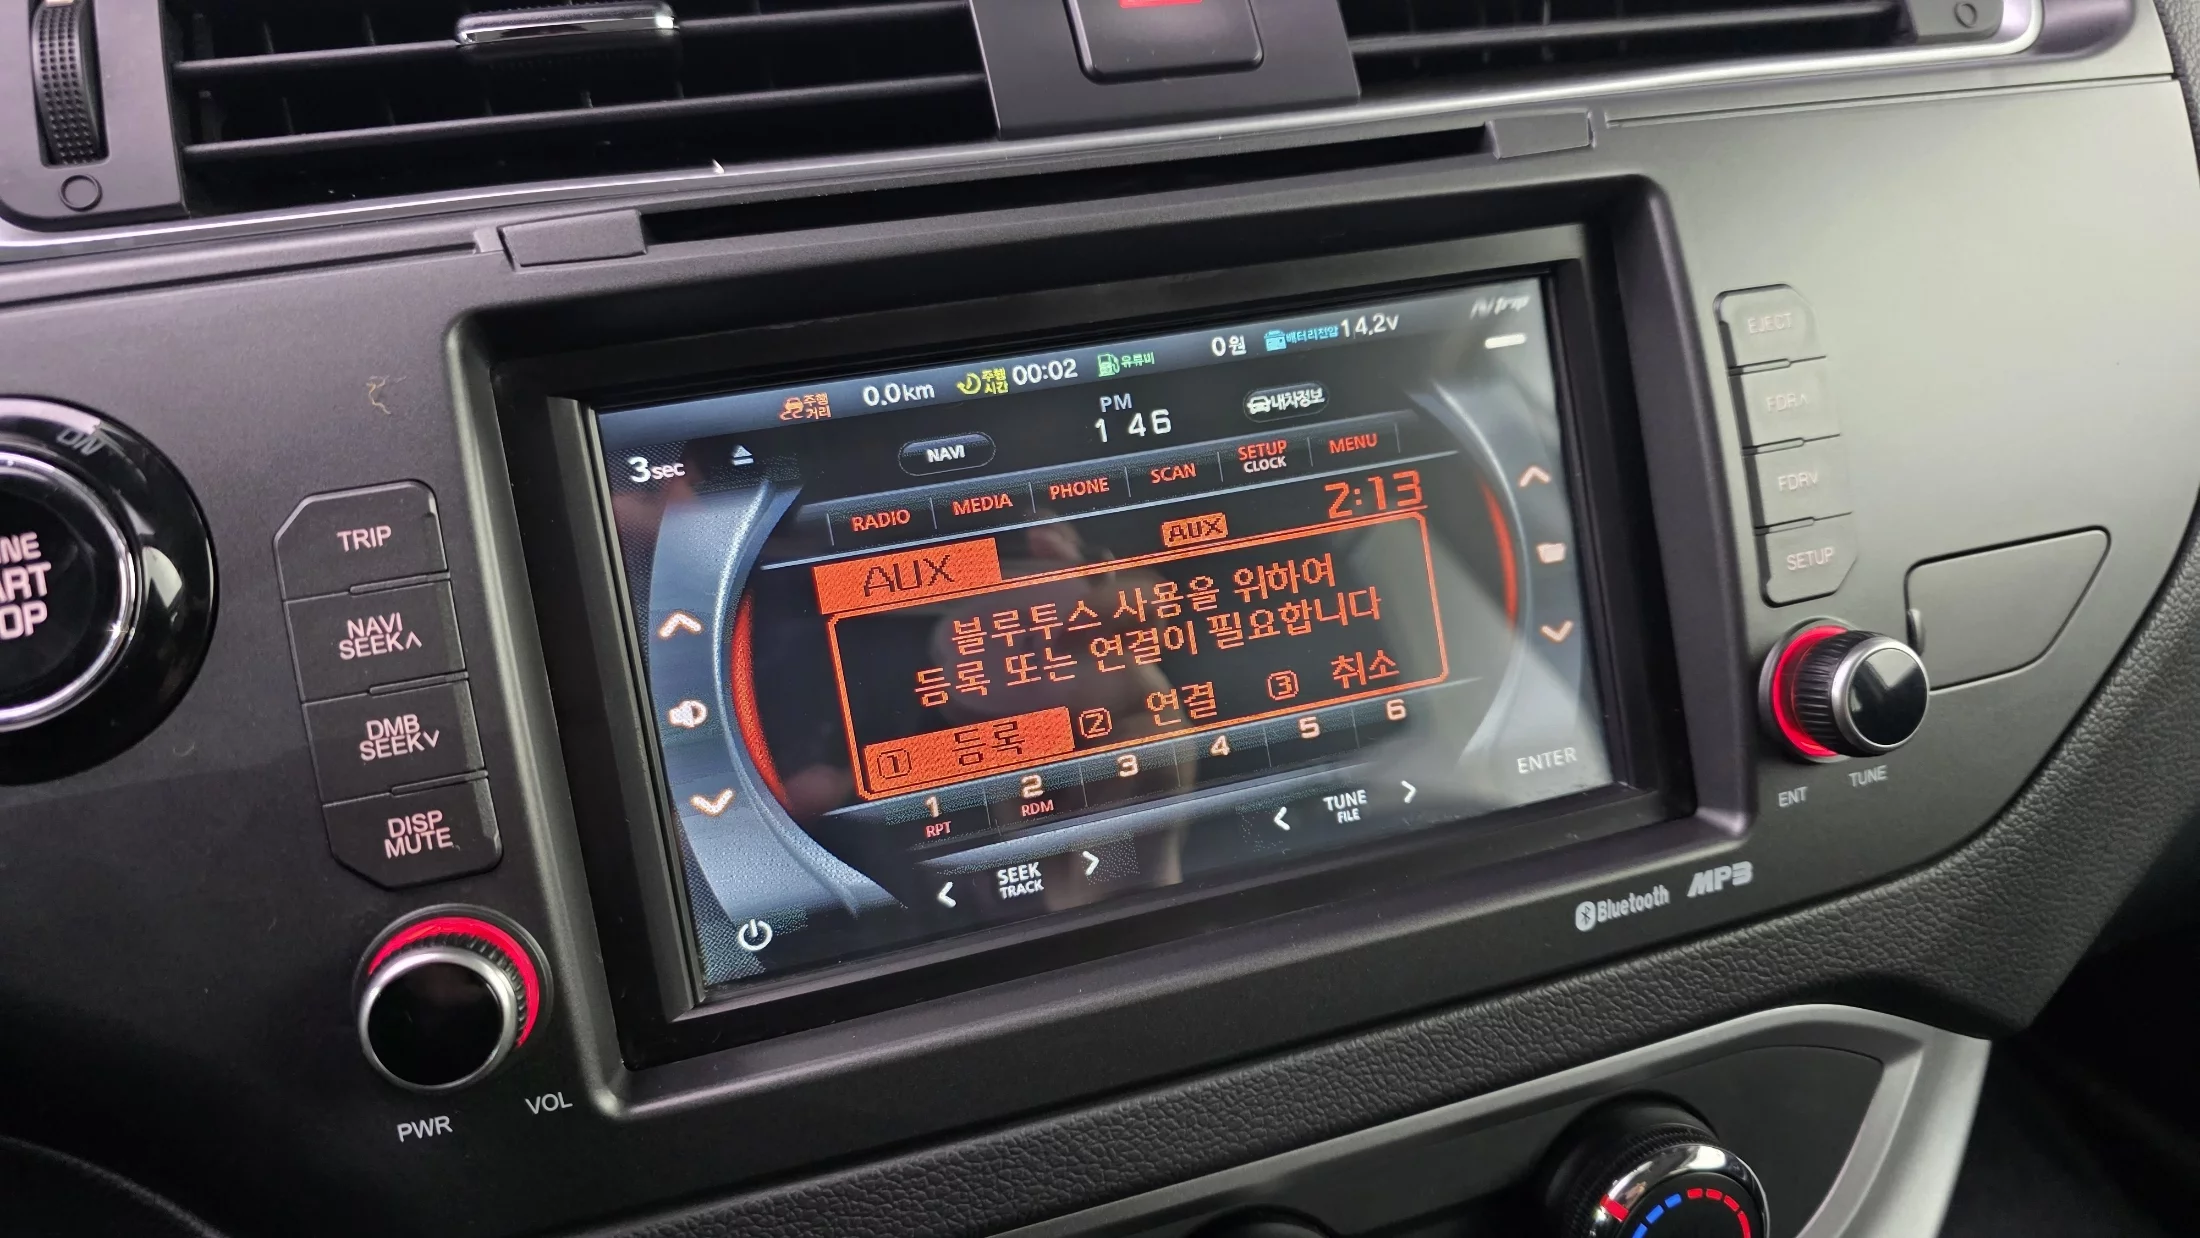 ON
TRIP
NAVI
SEEK∧
DMB
SEEK∨
DISP
MUTE
PWR
VOL
주행
거리
0.0km
주행
시간
00:02
유류비
0원
배터리전압
14.2v
3sec
NAVI
PM
1 46
내차정보
RADIO
MEDIA
PHONE
SCAN
SETUP
CLOCK
MENU
AUX
AUX
2:13
블루투스 사용을 위하여
등록 또는 연결이 필요합니다
1 등록
2 연결
3 취소
1
RPT
2
RDM
3
4
5
6
SEEK
TRACK
TUNE
FILE
ENTER
EJECT
FDR∧
FDR∨
SETUP
ENT
TUNE
Bluetooth
MP3